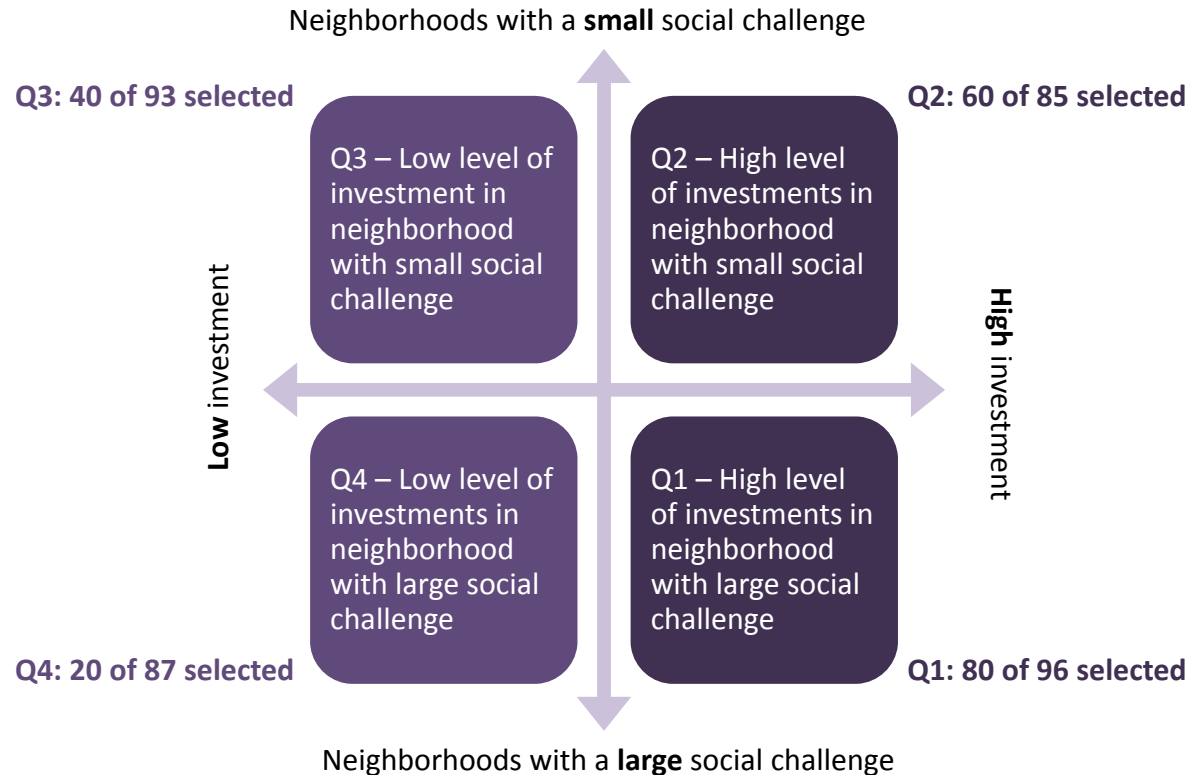 Neighborhoods with a small social challenge
Q3: 40 of 93 selected
Q2: 60 of 85 selected
Q3 – Low level of
investment in
neighborhood
with small social
challenge
Q2 – High level
of investments in
neighborhood
with small social
challenge
Low investment
High investment
Q4 – Low level of
investments in
neighborhood
with large social
challenge
Q1 – High level
of investments in
neighborhood
with large social
challenge
Q4: 20 of 87 selected
Q1: 80 of 96 selected
Neighborhoods with a large social challenge